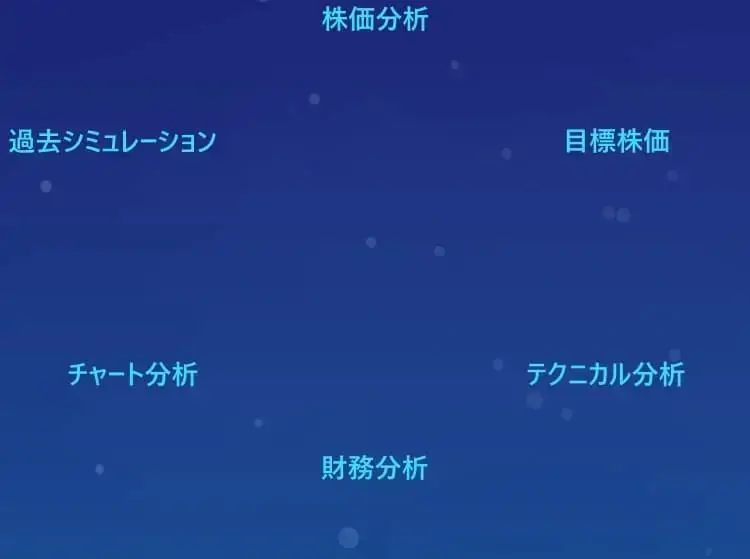 株価分析
過去シミュレーション
目標株価
チャート分析
テクニカル分析
財務分析